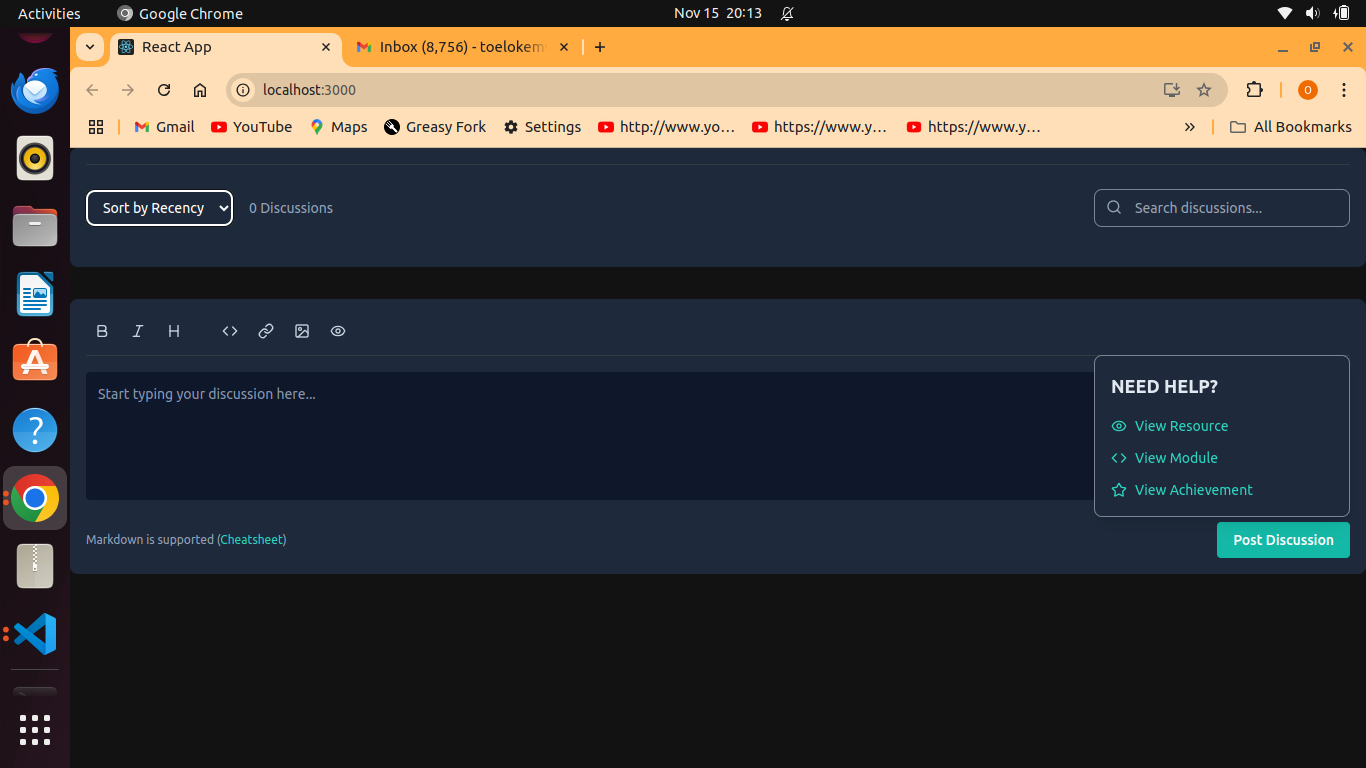 Activities
Google Chrome
Nov 15 20:13
React App
Inbox (8,756) - toelokem
localhost:3000
O
Gmail
YouTube
Maps
Greasy Fork
Settings
http://www.yo…
https://www.y…
https://www.y…
All Bookmarks
Sort by Recency
0 Discussions
Search discussions...
B I H
Start typing your discussion here...
NEED HELP?
View Resource
View Module
View Achievement
Markdown is supported (Cheatsheet)
Post Discussion